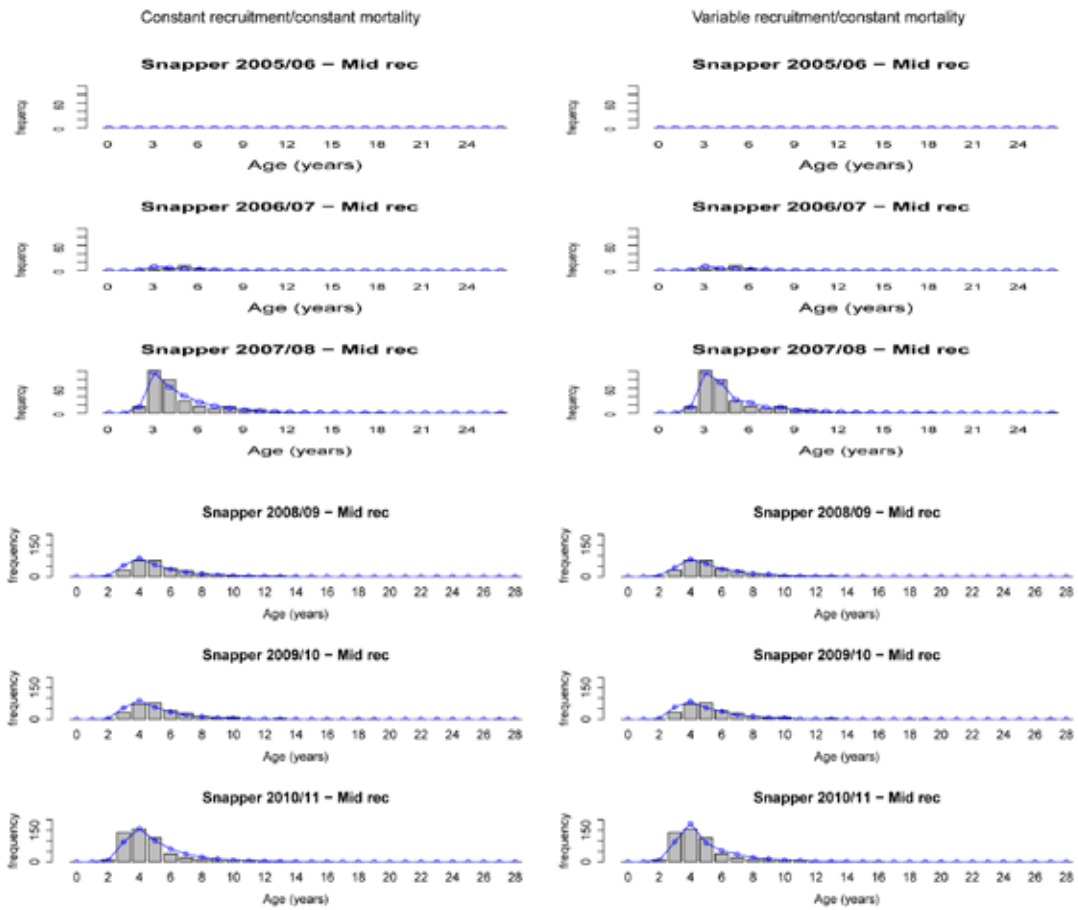 Constant recruitment/constant mortality
Variable recruitment/constant mortality
Snapper 2005/06 − Mid rec
Snapper 2005/06 − Mid rec
frequency
0 50
0 3 6 9 12 15 18 21 24
Age (years)
frequency
0 50
0 3 6 9 12 15 18 21 24
Age (years)
Snapper 2006/07 − Mid rec
Snapper 2006/07 − Mid rec
frequency
0 50
0 3 6 9 12 15 18 21 24
Age (years)
frequency
0 50
0 3 6 9 12 15 18 21 24
Age (years)
Snapper 2007/08 − Mid rec
Snapper 2007/08 − Mid rec
frequency
0 50
0 3 6 9 12 15 18 21 24
Age (years)
frequency
0 50
0 3 6 9 12 15 18 21 24
Age (years)
Snapper 2008/09 − Mid rec
Snapper 2008/09 − Mid rec
frequency
0 150
0 2 4 6 8 10 12 14 16 18 20 22 24 26 28
Age (years)
frequency
0 150
0 2 4 6 8 10 12 14 16 18 20 22 24 26 28
Age (years)
Snapper 2009/10 − Mid rec
Snapper 2009/10 − Mid rec
frequency
0 150
0 2 4 6 8 10 12 14 16 18 20 22 24 26 28
Age (years)
frequency
0 150
0 2 4 6 8 10 12 14 16 18 20 22 24 26 28
Age (years)
Snapper 2010/11 − Mid rec
Snapper 2010/11 − Mid rec
frequency
0 150
0 2 4 6 8 10 12 14 16 18 20 22 24 26 28
Age (years)
frequency
0 150
0 2 4 6 8 10 12 14 16 18 20 22 24 26 28
Age (years)